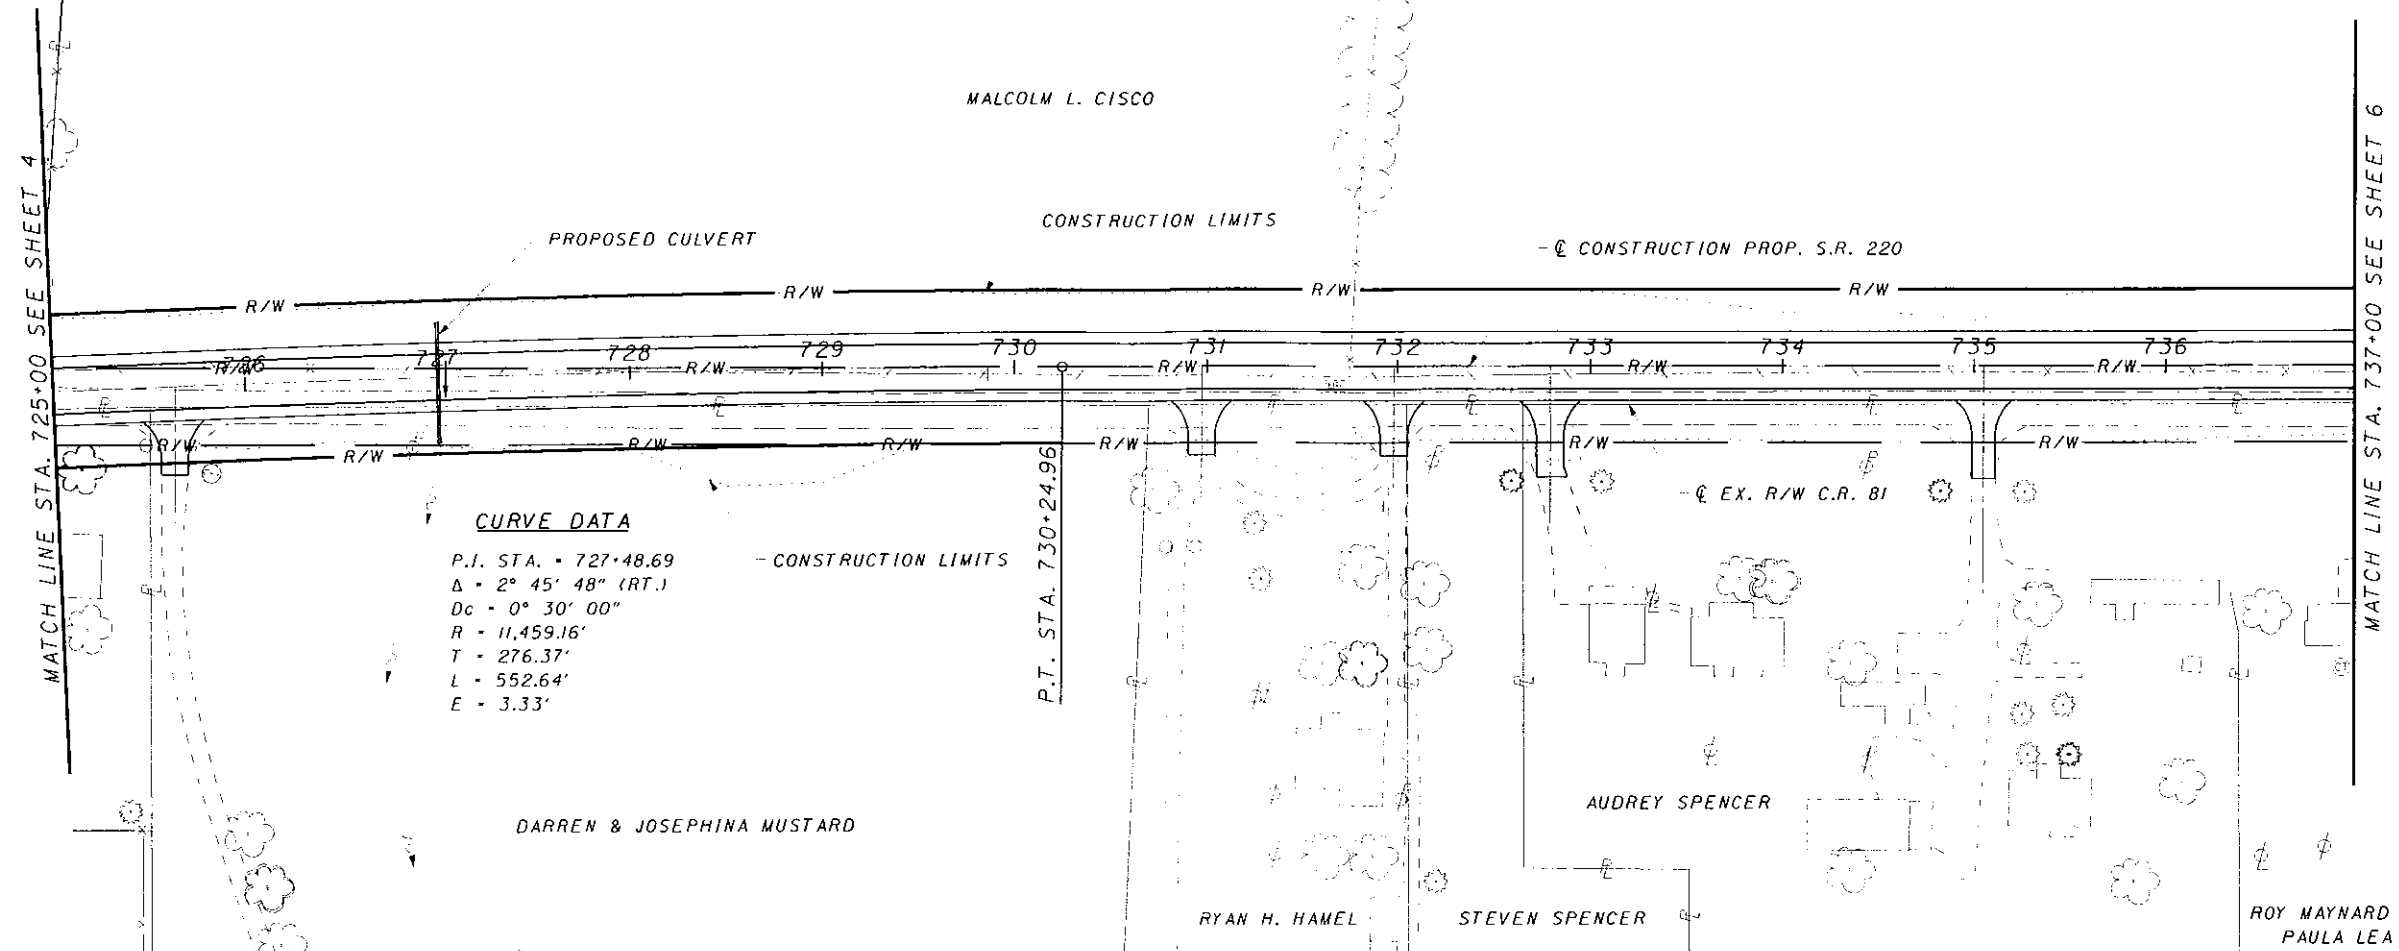 MALCOLM L. CISCO
CONSTRUCTION LIMITS
PROPOSED CULVERT
- ℄ CONSTRUCTION PROP. S.R. 220
MATCH LINE STA. 725+00 SEE SHEET 4
MATCH LINE STA. 737+00 SEE SHEET 6
R/W R/W R/W R/W
726 727 728 729 730 731 732 733 734 735 736
R/W R/W R/W R/W R/W
R/W R/W R/W R/W R/W R/W
R/W
P.T. STA. 730+24.96
- ℄ EX. R/W C.R. 81
CURVE DATA
P.I. STA. = 727+48.69
Δ = 2° 45' 48" (RT.)
Dc = 0° 30' 00"
R = 11,459.16'
T = 276.37'
L = 552.64'
E = 3.33'
- CONSTRUCTION LIMITS
AUDREY SPENCER
DARREN & JOSEPHINA MUSTARD
RYAN H. HAMEL
STEVEN SPENCER
ROY MAYNARD
PAULA LEA